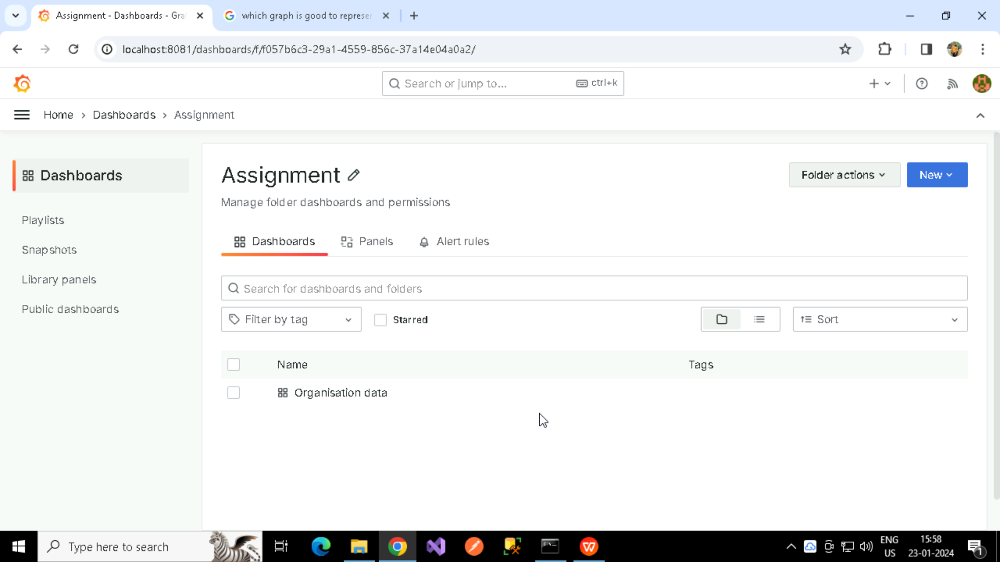 Assignment - Dashboards - Gra
which graph is good to represer
localhost:8081/dashboards/f/f057b6c3-29a1-4559-856c-37a14e04a0a2/
Search or jump to...
ctrl+k
Home › Dashboards › Assignment
Dashboards
Playlists
Snapshots
Library panels
Public dashboards
Assignment
Folder actions
New
Manage folder dashboards and permissions
Dashboards
Panels
Alert rules
Search for dashboards and folders
Filter by tag
Starred
Sort
Name
Tags
Organisation data
Type here to search
ENG
US
15:58
23-01-2024
1